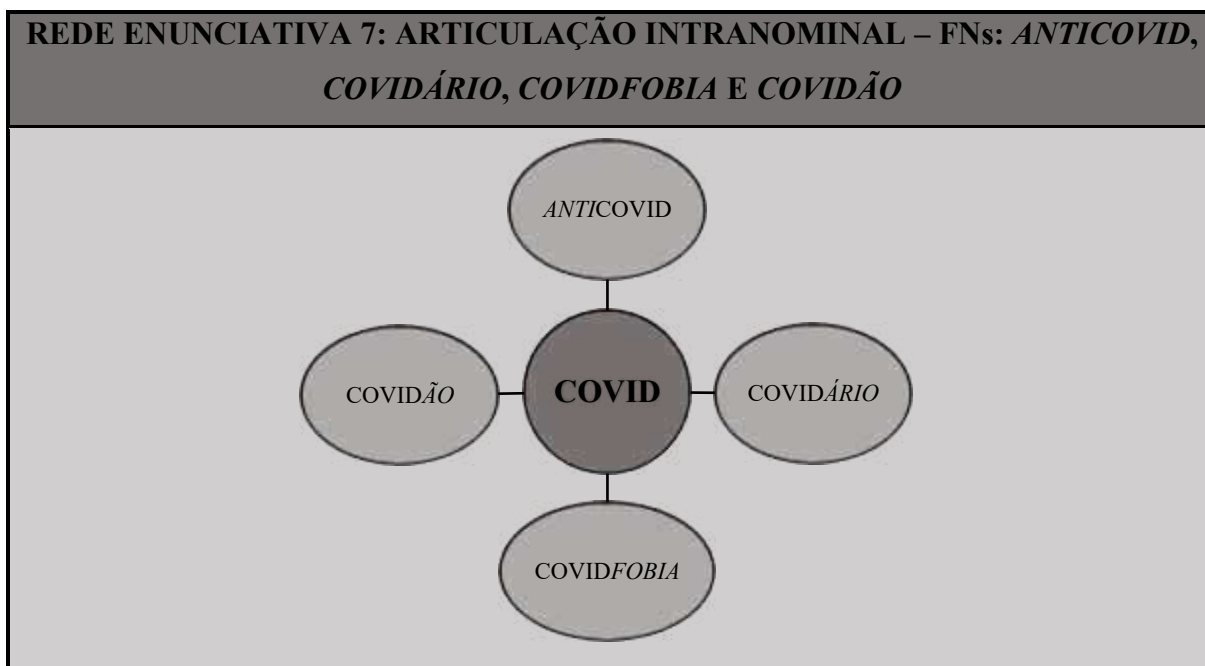 REDE ENUNCIATIVA 7: ARTICULAÇÃO INTRANOMINAL – FNs: ANTICOVID,
COVIDÁRIO, COVIDFOBIA E COVIDÃO
ANTICOVID
COVIDÃO
COVID
COVIDÁRIO
COVIDFOBIA